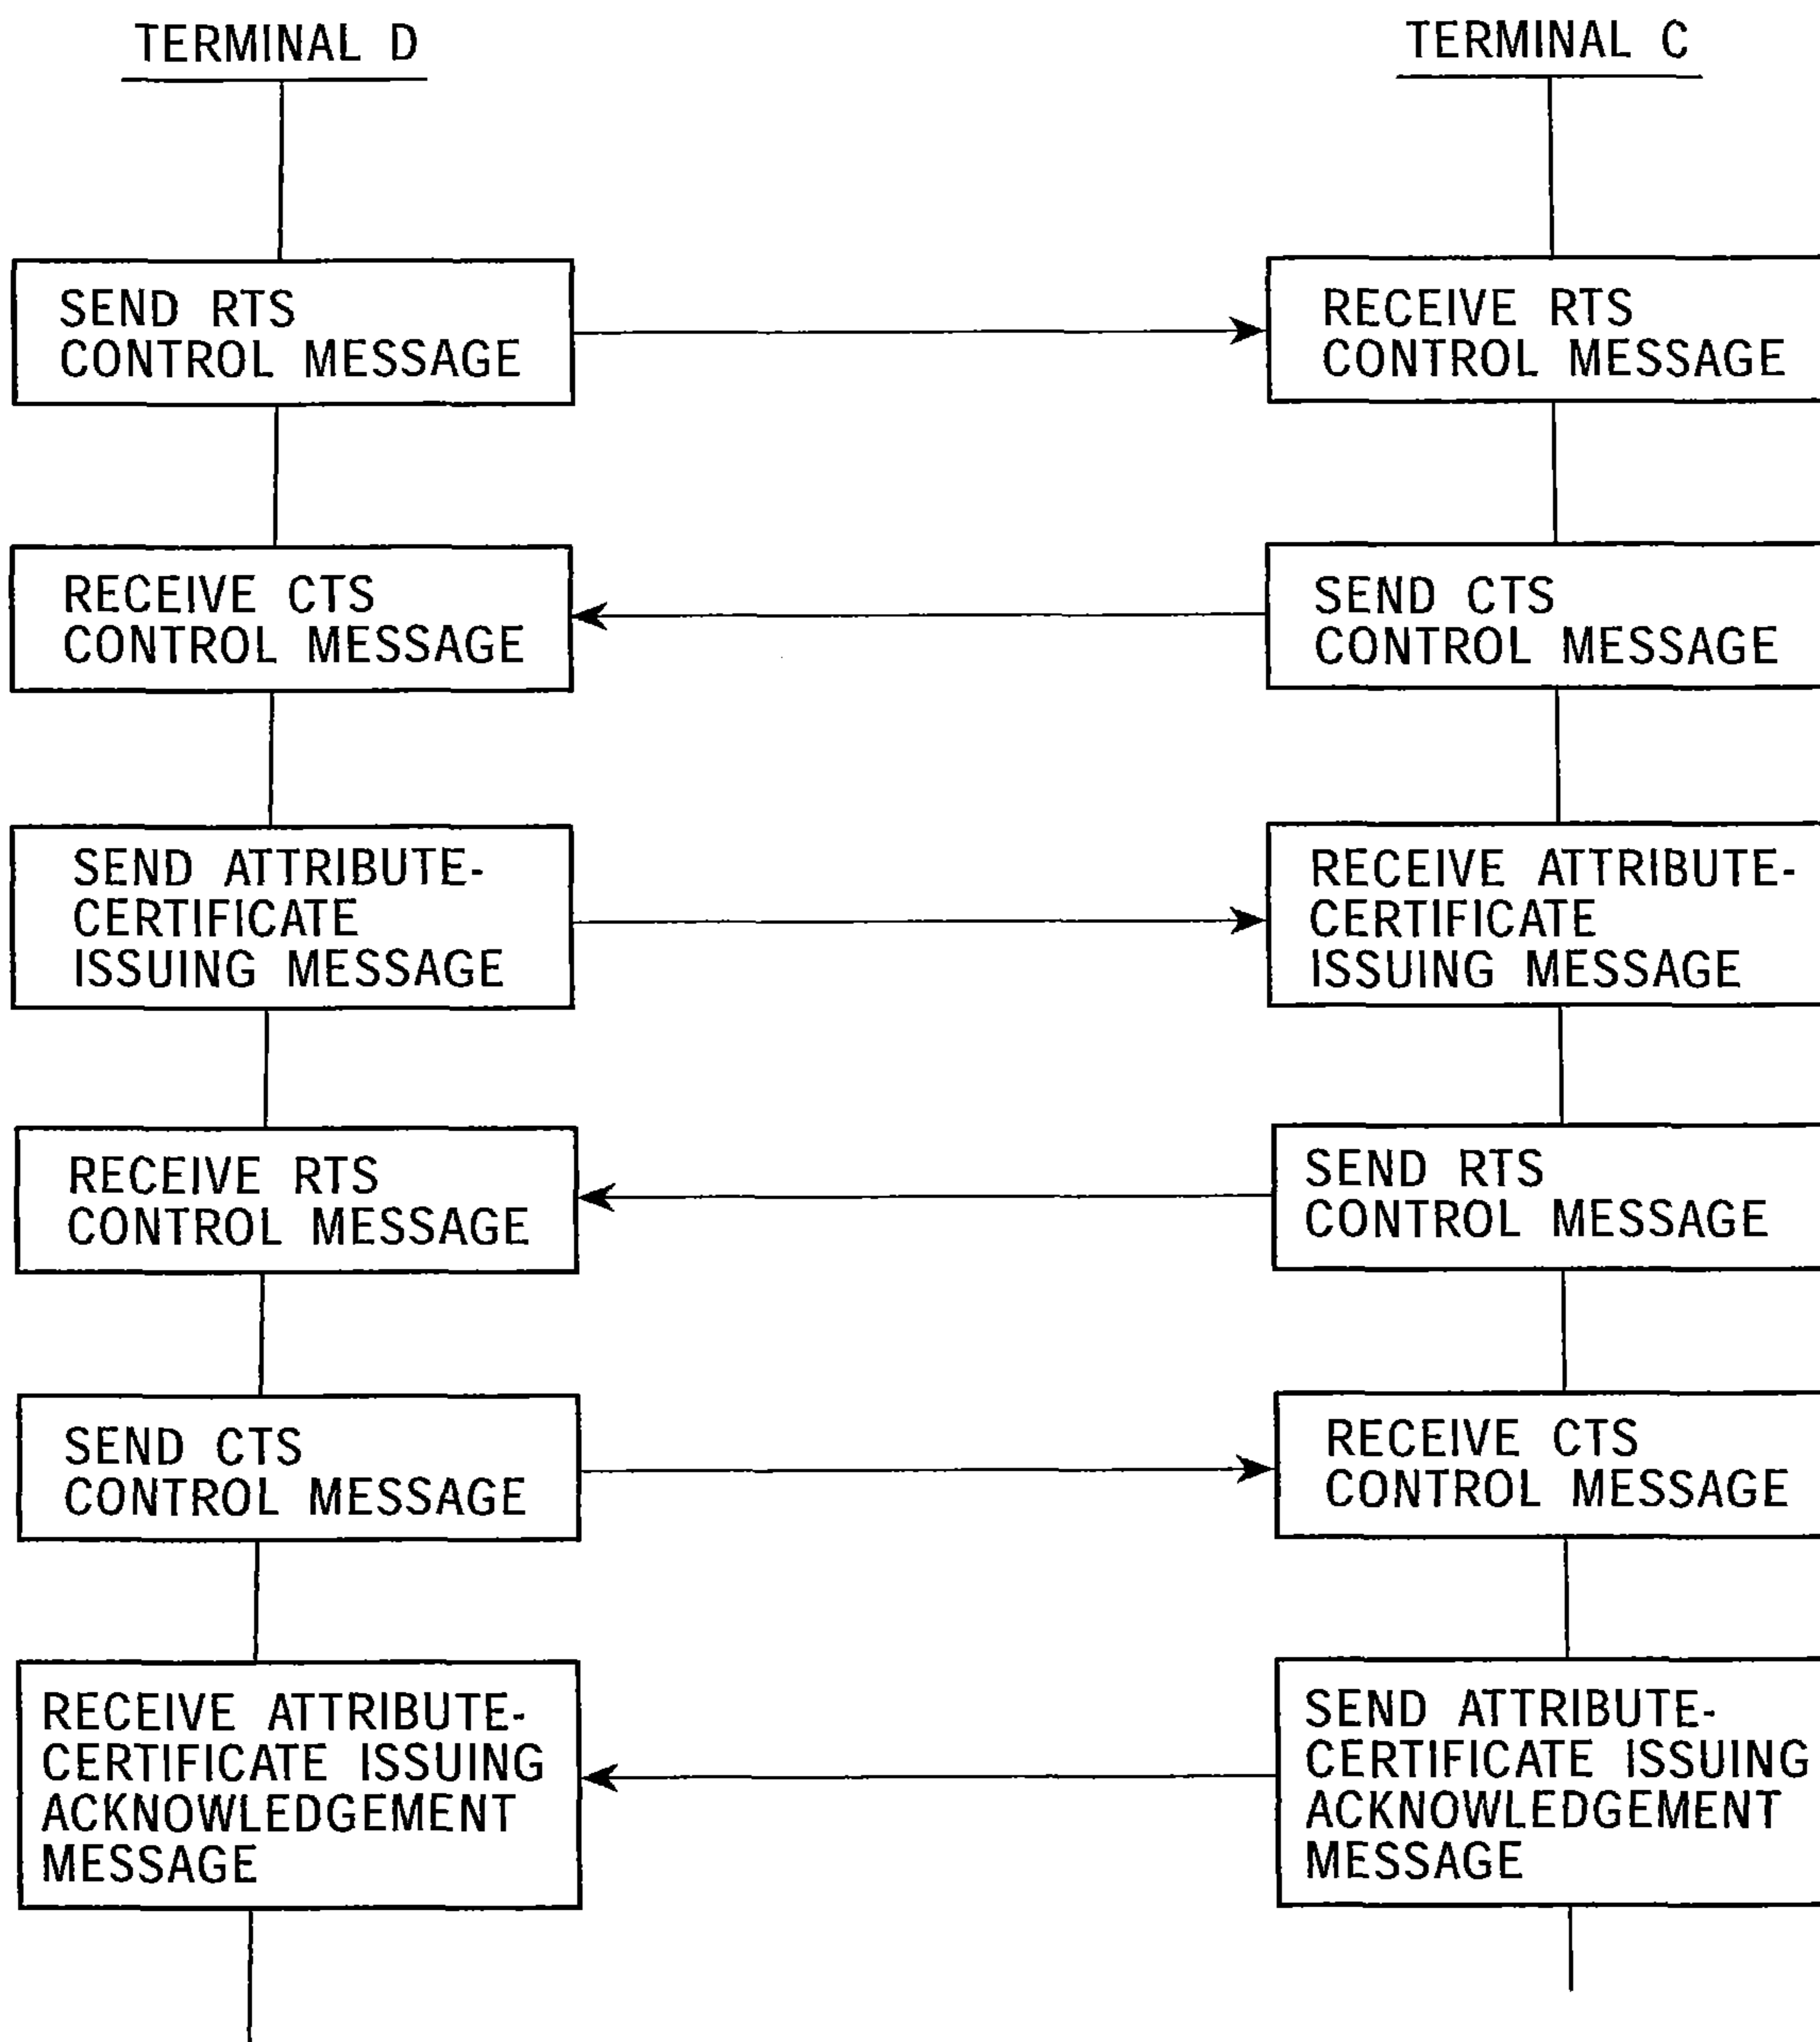 TERMINAL D
TERMINAL C
SEND RTS
CONTROL MESSAGE
RECEIVE RTS
CONTROL MESSAGE
RECEIVE CTS
CONTROL MESSAGE
SEND CTS
CONTROL MESSAGE
SEND ATTRIBUTE-
CERTIFICATE
ISSUING MESSAGE
RECEIVE ATTRIBUTE-
CERTIFICATE
ISSUING MESSAGE
RECEIVE RTS
CONTROL MESSAGE
SEND RTS
CONTROL MESSAGE
SEND CTS
CONTROL MESSAGE
RECEIVE CTS
CONTROL MESSAGE
RECEIVE ATTRIBUTE-
CERTIFICATE ISSUING
ACKNOWLEDGEMENT
MESSAGE
SEND ATTRIBUTE-
CERTIFICATE ISSUING
ACKNOWLEDGEMENT
MESSAGE